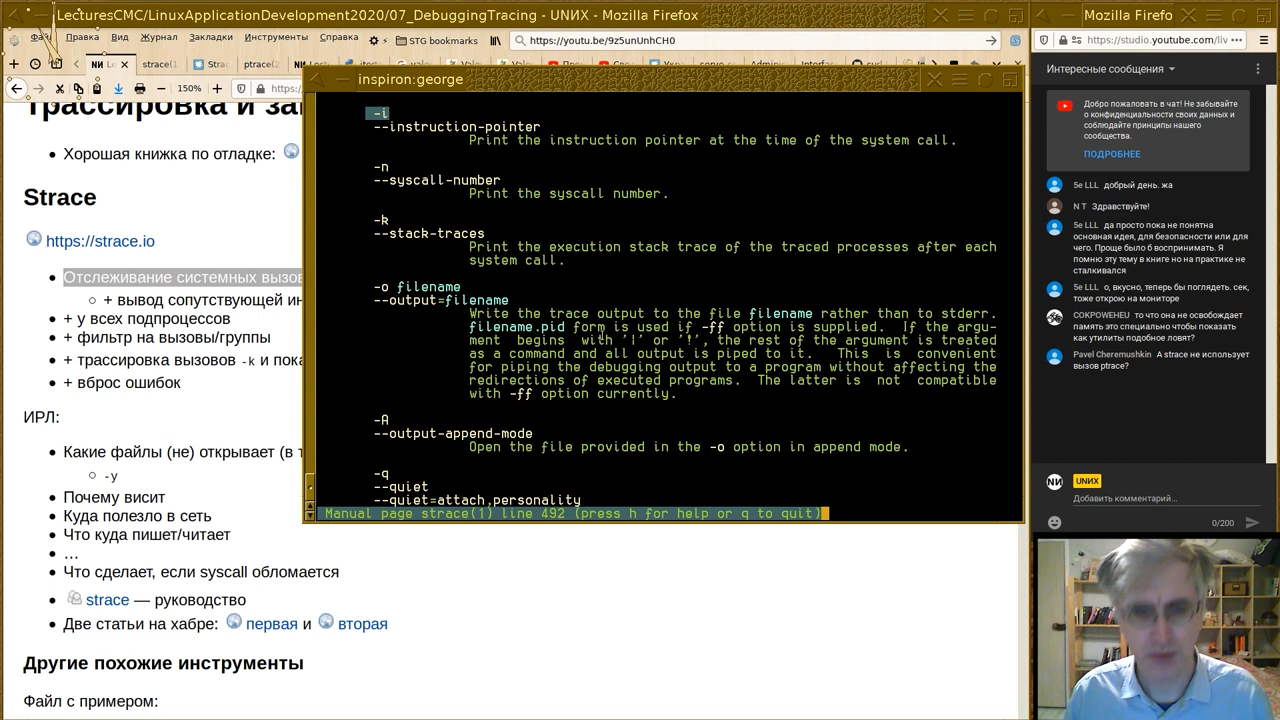 LecturesCMC/LinuxApplicationDevelopment2020/07_DebuggingTracing - UNИX - Mozilla Firefox
Mozilla Firefo
Правка Вид Журнал Закладки Инструменты Справка
STG bookmarks
https://youtu.be/9z5unUnhCH0
https://studio.youtube.com/liv
strace(1
ptrace(2
150%
https:/
Трассировка и за
Хорошая книжка по отладке:
Strace
https://strace.io
Отслеживание системных вызов
+ вывод сопутствующей ин
+ у всех подпроцессов
+ фильтр на вызовы/группы
+ трассировка вызовов -k и пока
+ вброс ошибок
ИРЛ:
Какие файлы (не) открывает (в т
-y
Почему висит
Куда полезло в сеть
Что куда пишет/читает
…
Что сделает, если syscall обломается
strace — руководство
Две статьи на хабре: первая и вторая
Другие похожие инструменты
Файл с примером:
inspiron:george
-i
--instruction-pointer
Print the instruction pointer at the time of the system call.
-n
--syscall-number
Print the syscall number.
-k
--stack-traces
Print the execution stack trace of the traced processes after each
system call.
-o filename
--output=filename
Write the trace output to the file filename rather than to stderr.
filename.pid form is used if -ff option is supplied. If the argu-
ment begins with '|' or '!', the rest of the argument is treated
as a command and all output is piped to it. This is convenient
for piping the debugging output to a program without affecting the
redirections of executed programs. The latter is not compatible
with -ff option currently.
-A
--output-append-mode
Open the file provided in the -o option in append mode.
-q
--quiet
--quiet=attach,personality
Manual page strace(1) line 492 (press h for help or q to quit)
Интересные сообщения
Добро пожаловать в чат! Не забывайте
о конфиденциальности своих данных и
соблюдайте принципы нашего
сообщества.
ПОДРОБНЕЕ
5e LLL добрый день. жа
N T Здравствуйте!
5e LLL да просто пока не понятна
основная идея, для безопасности или для
чего. Проще было б воспринимать. Я
помню эту тему в книге но на практике не
сталкивался
5e LLL о, вкусно, теперь бы поглядеть. сек,
тоже открою на мониторе
COKPOWEHEU то что она не освобождает
память это специально чтобы показать
как утилиты подобное ловят?
Pavel Cheremushkin А strace не использует
вызов ptrace?
UNИX
Добавить комментарий...
0/200